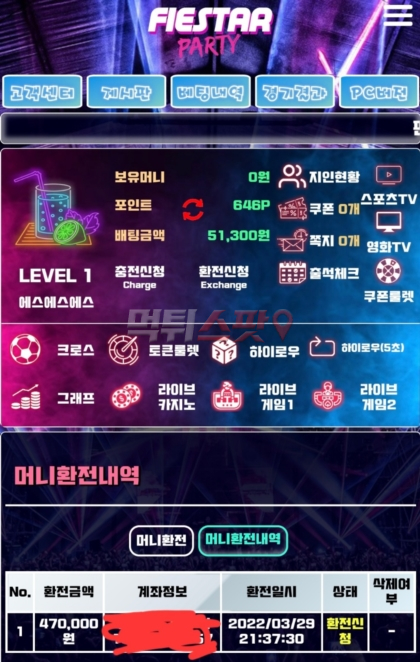 FIESTAR
PARTY
고객센터 게시판 베팅내역 경기결과 PC버전
보유머니 0원 지인현황
포인트 646P 쿠폰 0개 스포츠TV
배팅금액 51,300원 쪽지 0개 영화TV
LEVEL 1 충전신청 환전신청 출석체크
Charge Exchange 쿠폰룰렛
에스에스에스
먹튀스팟
크로스 토큰룰렛 하이로우 하이로우(5초)
그래프 라이브 카지노 라이브 게임1 라이브 게임2
머니환전내역
머니환전 머니환전내역
No. 환전금액 계좌정보 환전일시 상태 삭제여부
1 470,000원 2022/03/29 21:37:30 환전신청 -